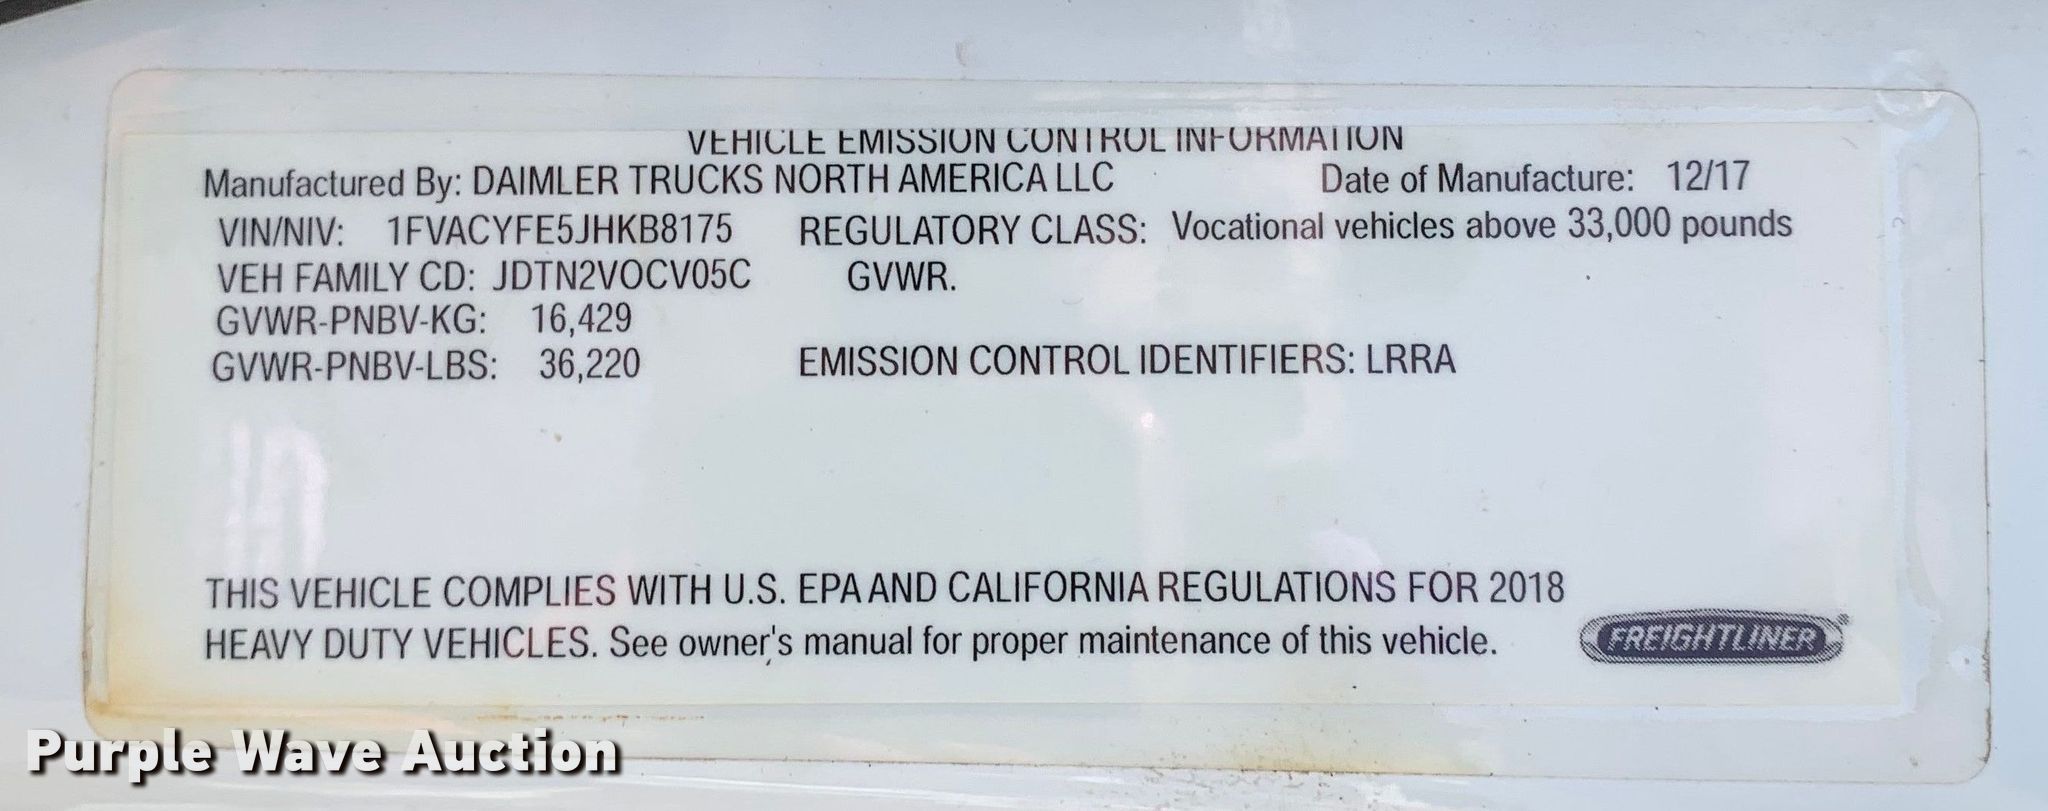 VEHICLE EMISSION CONTROL INFORMATION
Manufactured By: DAIMLER TRUCKS NORTH AMERICA LLC Date of Manufacture: 12/17
VIN/NIV: 1FVACYFE5JHKB8175 REGULATORY CLASS: Vocational vehicles above 33,000 pounds
VEH FAMILY CD: JDTN2VOCV05C GVWR.
GVWR-PNBV-KG: 16,429
GVWR-PNBV-LBS: 36,220 EMISSION CONTROL IDENTIFIERS: LRRA
THIS VEHICLE COMPLIES WITH U.S. EPA AND CALIFORNIA REGULATIONS FOR 2018
HEAVY DUTY VEHICLES. See owner's manual for proper maintenance of this vehicle.
FREIGHTLINER®
Purple Wave Auction